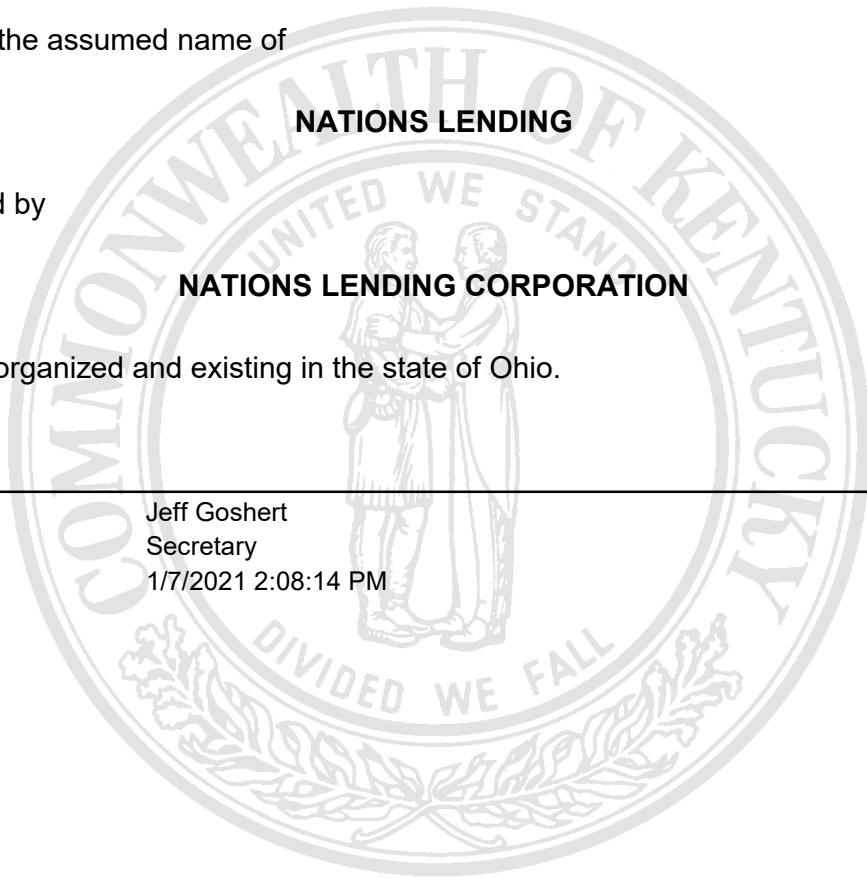 the assumed name of
NATIONS LENDING
d by
NATIONS LENDING CORPORATION
organized and existing in the state of Ohio.
Jeff Goshert
Secretary
1/7/2021 2:08:14 PM
COMMONWEALTH OF KENTUCKY
UNITED WE STAND
DIVIDED WE FALL